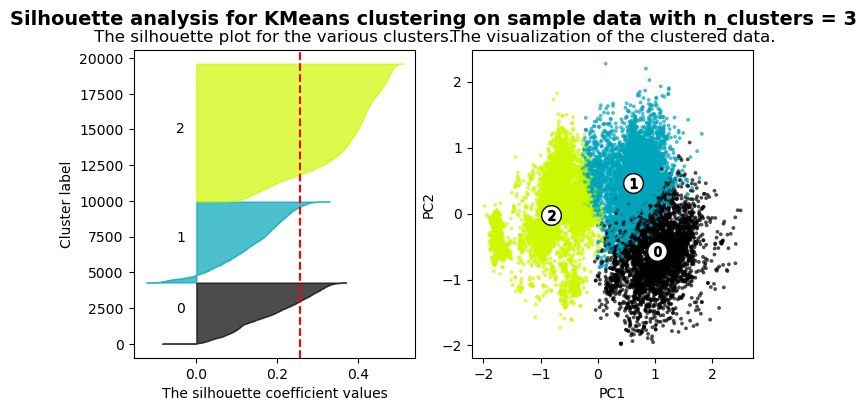 Silhouette analysis for KMeans clustering on sample data with n_clusters = 3
The silhouette plot for the various clusters.
20000
17500
15000
12500
10000
7500
5000
2500
0
Cluster label
2
1
0
0.0 0.2 0.4
The silhouette coefficient values
The visualization of the clustered data.
2
1
0
−1
−2
PC2
1
2
0
−2 −1 0 1 2
PC1